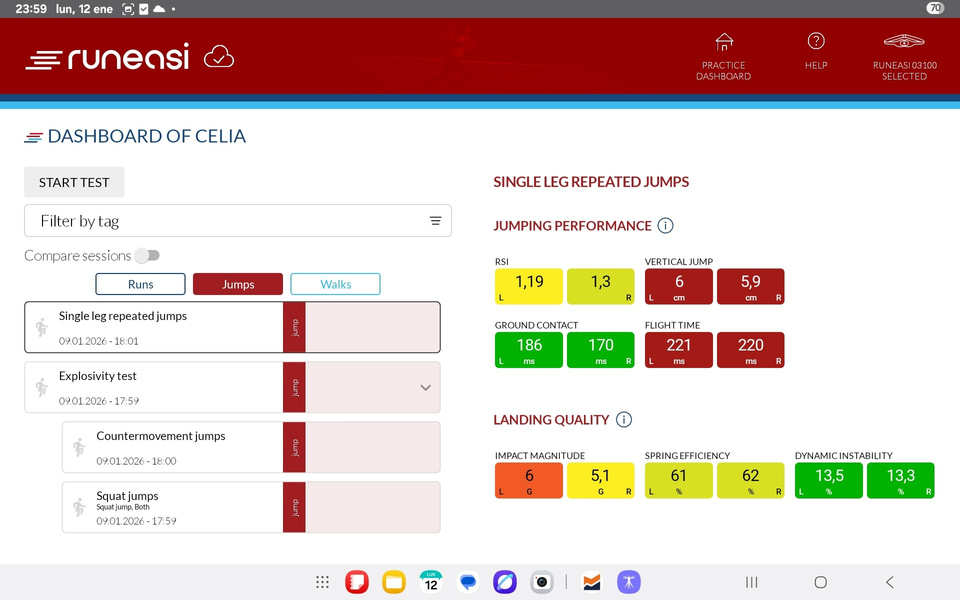 23:59 lun, 12 ene
70
runeasi
PRACTICE
DASHBOARD
HELP
RUNEASI 03100
SELECTED
DASHBOARD OF CELIA
START TEST
Filter by tag
Compare sessions
Runs
Jumps
Walks
Single leg repeated jumps
09.01.2026 - 18:01
jump
Explosivity test
09.01.2026 - 17:59
jump
Countermovement jumps
09.01.2026 - 18:00
jump
Squat jumps
Squat jump, Both
09.01.2026 - 17:59
jump
SINGLE LEG REPEATED JUMPS
JUMPING PERFORMANCE
RSI
1,19
L
1,3
R
VERTICAL JUMP
6
L cm
5,9
cm R
GROUND CONTACT
186
L ms
170
ms R
FLIGHT TIME
221
L ms
220
ms R
LANDING QUALITY
IMPACT MAGNITUDE
6
L G
5,1
G R
SPRING EFFICIENCY
61
L %
62
% R
DYNAMIC INSTABILITY
13,5
L %
13,3
% R
LUN
12